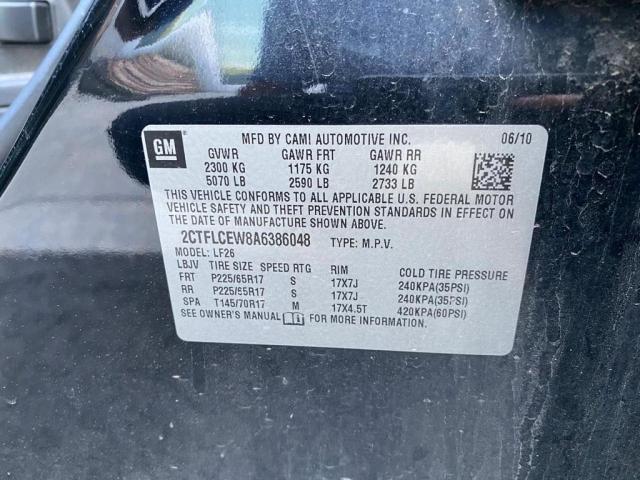 GM
MFD BY CAMI AUTOMOTIVE INC. 06/10
GVWR GAWR FRT GAWR RR
2300 KG 1175 KG 1240 KG
5070 LB 2590 LB 2733 LB
THIS VEHICLE CONFORMS TO ALL APPLICABLE U.S. FEDERAL MOTOR
VEHICLE SAFETY AND THEFT PREVENTION STANDARDS IN EFFECT ON
THE DATE OF MANUFACTURE SHOWN ABOVE.
2CTFLCEW8A6386048 TYPE: M.P.V.
MODEL: LF26
LBJV TIRE SIZE SPEED RTG RIM COLD TIRE PRESSURE
FRT P225/65R17 S 17X7J 240KPA(35PSI)
RR P225/65R17 S 17X7J 240KPA(35PSI)
SPA T145/70R17 M 17X4.5T 420KPA(60PSI)
SEE OWNER'S MANUAL FOR MORE INFORMATION.